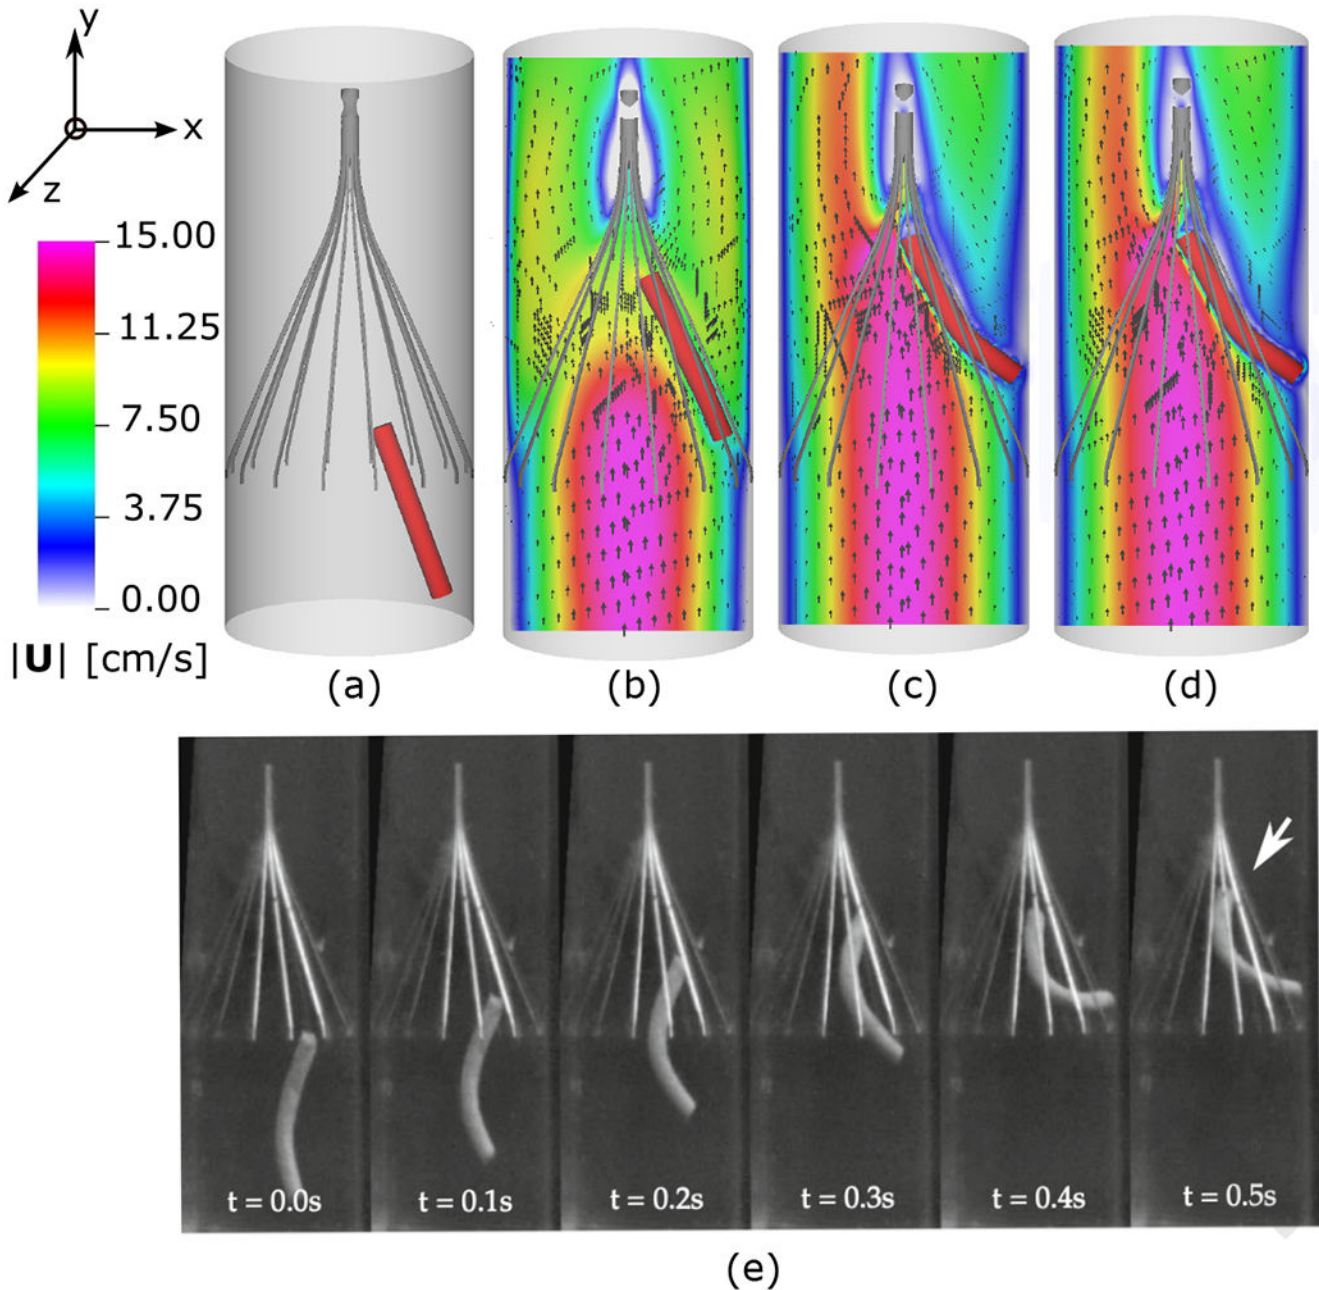 y
x
z
15.00
11.25
7.50
3.75
0.00
|U| [cm/s]
(a)
(b)
(c)
(d)
t = 0.0s
t = 0.1s
t = 0.2s
t = 0.3s
t = 0.4s
t = 0.5s
(e)